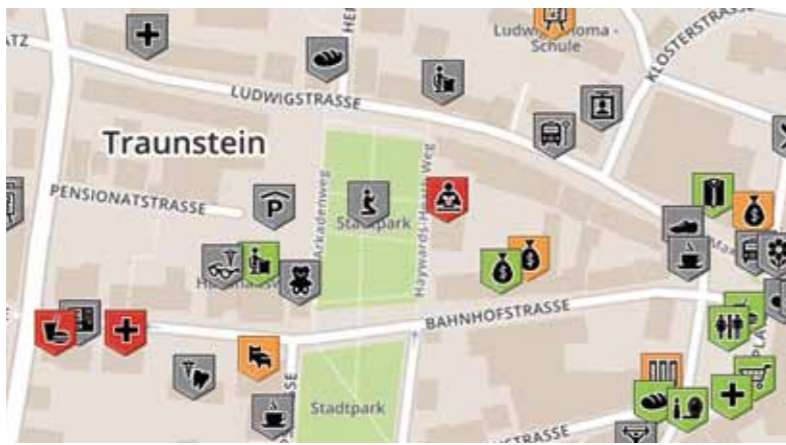 Ludwig-Thoma-
Schule
KLOSTERSTRASSE
LUDWIGSTRASSE
Traunstein
PENSIONATSTRASSE
P
Arkadenweg
Stadtpark
Haywards-Heath-Weg
BAHNHOFSTRASSE
Stadtpark